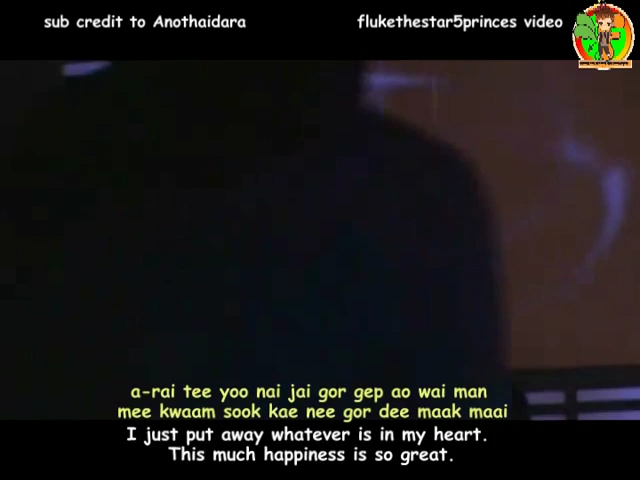 sub credit to Anothaidara
flukethestar5princes video
a-rai tee yoo nai jai gor gep ao wai man
mee kwaam sook kae nee gor dee maak maai
I just put away whatever is in my heart.
This much happiness is so great.